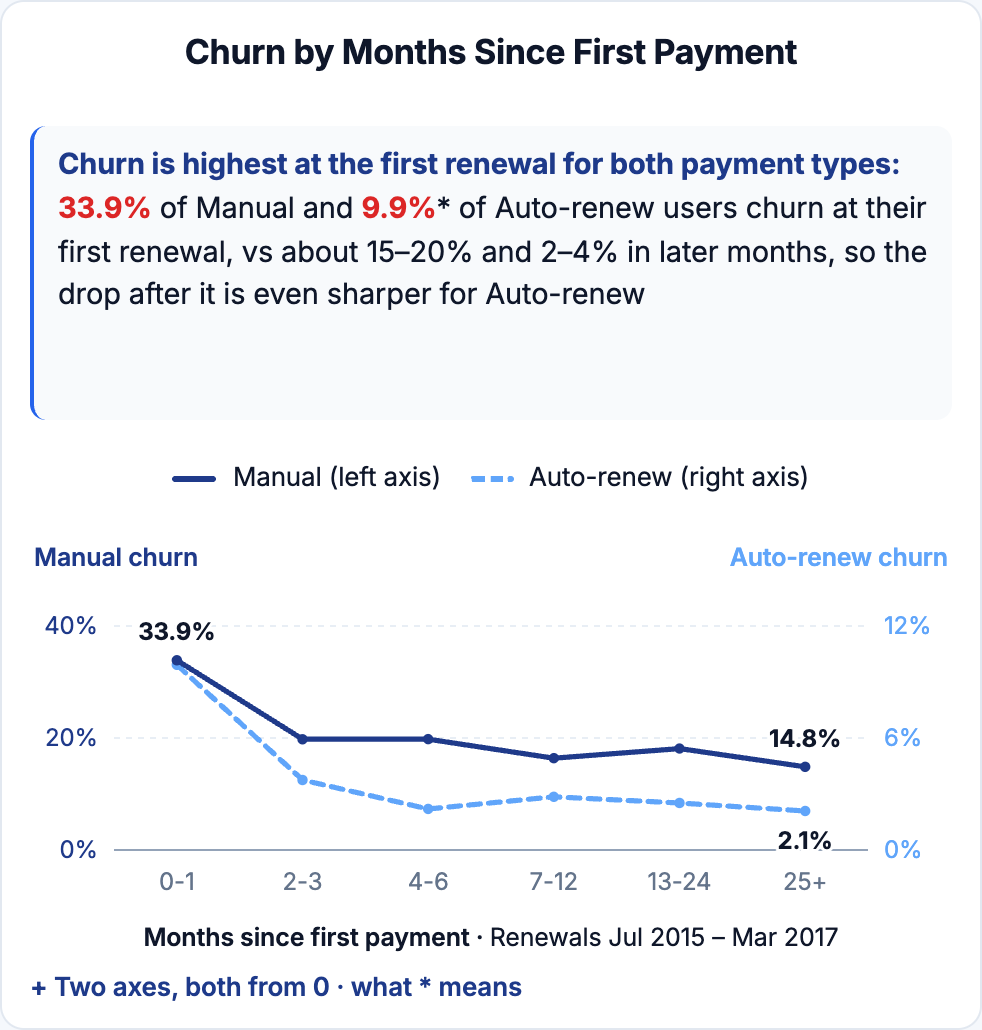 Churn by Months Since First Payment
Churn is highest at the first renewal for both payment types:
33.9% of Manual and 9.9%* of Auto-renew users churn at their
first renewal, vs about 15–20% and 2–4% in later months, so the
drop after it is even sharper for Auto-renew
Manual (left axis) Auto-renew (right axis)
Manual churn Auto-renew churn
40% 33.9% 12%
20% 14.8% 6%
0% 2.1% 0%
0-1 2-3 4-6 7-12 13-24 25+
Months since first payment · Renewals Jul 2015 – Mar 2017
+ Two axes, both from 0 · what * means